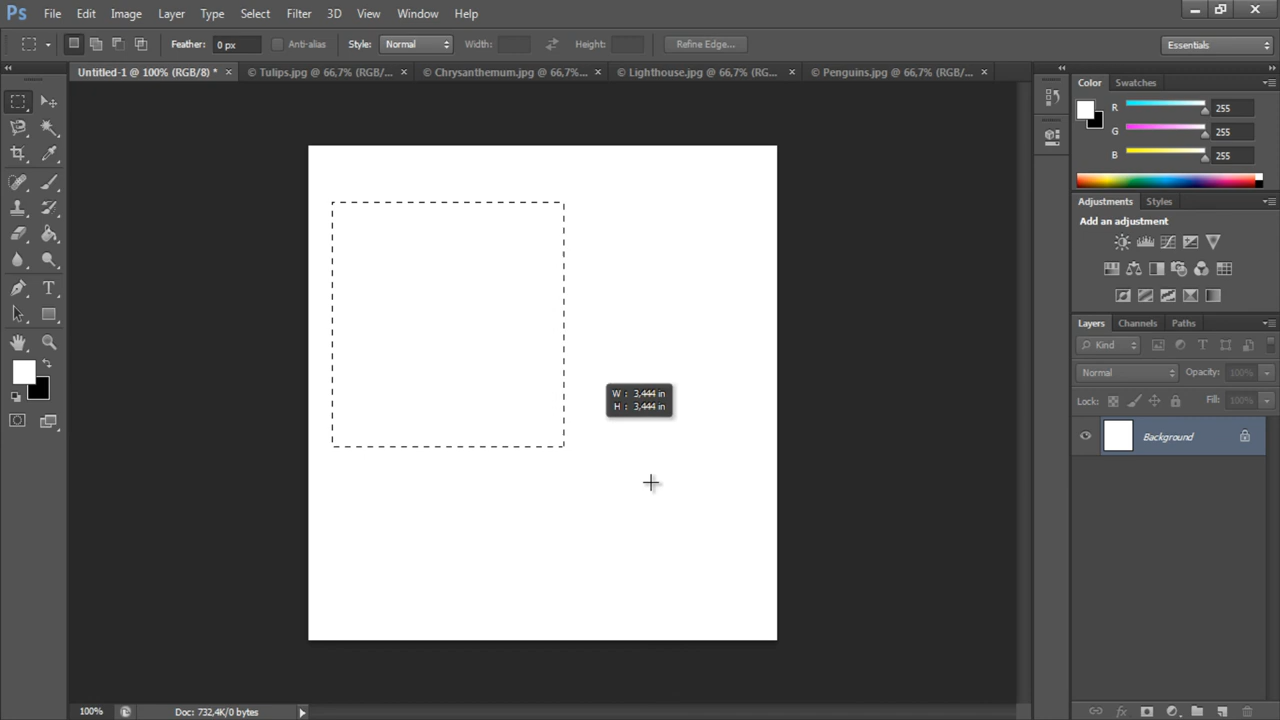 Ps File Edit Image Layer Type Select Filter 3D View Window Help
Feather: 0 px Anti-alias Style: Normal Width: Height: Refine Edge... Essentials
Untitled-1 @ 100% (RGB/8) * × © Tulips.jpg @ 66,7% (RGB/... × © Chrysanthemum.jpg @ 66,7%... × © Lighthouse.jpg @ 66,7% (RG... × © Penguins.jpg @ 66,7% (RGB/... ×
Color Swatches
R 255
G 255
B 255
Adjustments Styles
Add an adjustment
Layers Channels Paths
Kind
Normal Opacity: 100%
Lock: Fill: 100%
Background
W : 3,444 in
H : 3,444 in
100% Doc: 732,4K/0 bytes